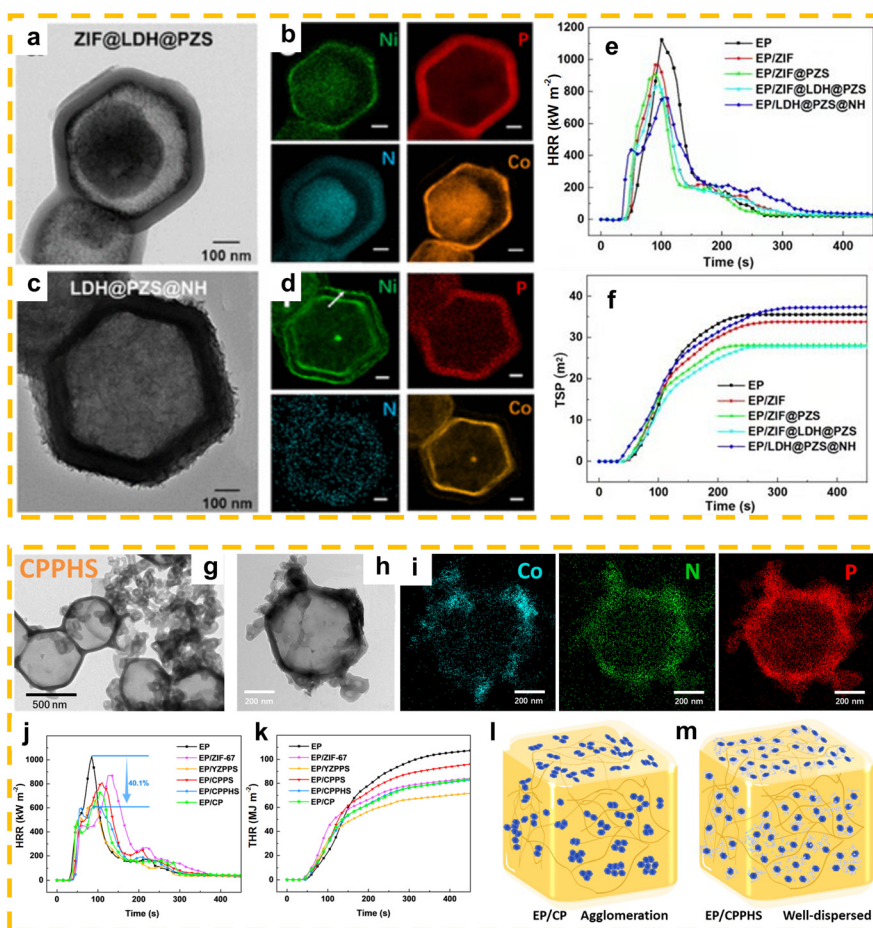 a
ZIF@LDH@PZS
100 nm
b
Ni
P
N
Co
c
LDH@PZS@NH
100 nm
d
Ni
P
N
Co
e
1200
1000
800
600
400
200
0
HRR (kW m-2)
EP
EP/ZIF
EP/ZIF@PZS
EP/ZIF@LDH@PZS
EP/LDH@PZS@NH
0 100 200 300 400
Time (s)
f
40
30
20
10
0
TSP (m2)
EP
EP/ZIF
EP/ZIF@PZS
EP/ZIF@LDH@PZS
EP/LDH@PZS@NH
0 100 200 300 400
Time (s)
CPPHS
g
500 nm
h
200 nm
i
Co
200 nm
N
200 nm
P
200 nm
j
1000
800
600
400
200
0
HRR (kW m-2)
EP
EP/ZIF-67
EP/YZPPS
EP/CPPS
EP/CPPHS
EP/CP
40.1%
0 100 200 300 400
Time (s)
k
120
100
80
60
40
20
0
THR (MJ m-2)
EP
EP/ZIF-67
EP/YZPPS
EP/CPPS
EP/CPPHS
EP/CP
0 100 200 300 400
Time (s)
l
EP/CP Agglomeration
m
EP/CPPHS Well-dispersed